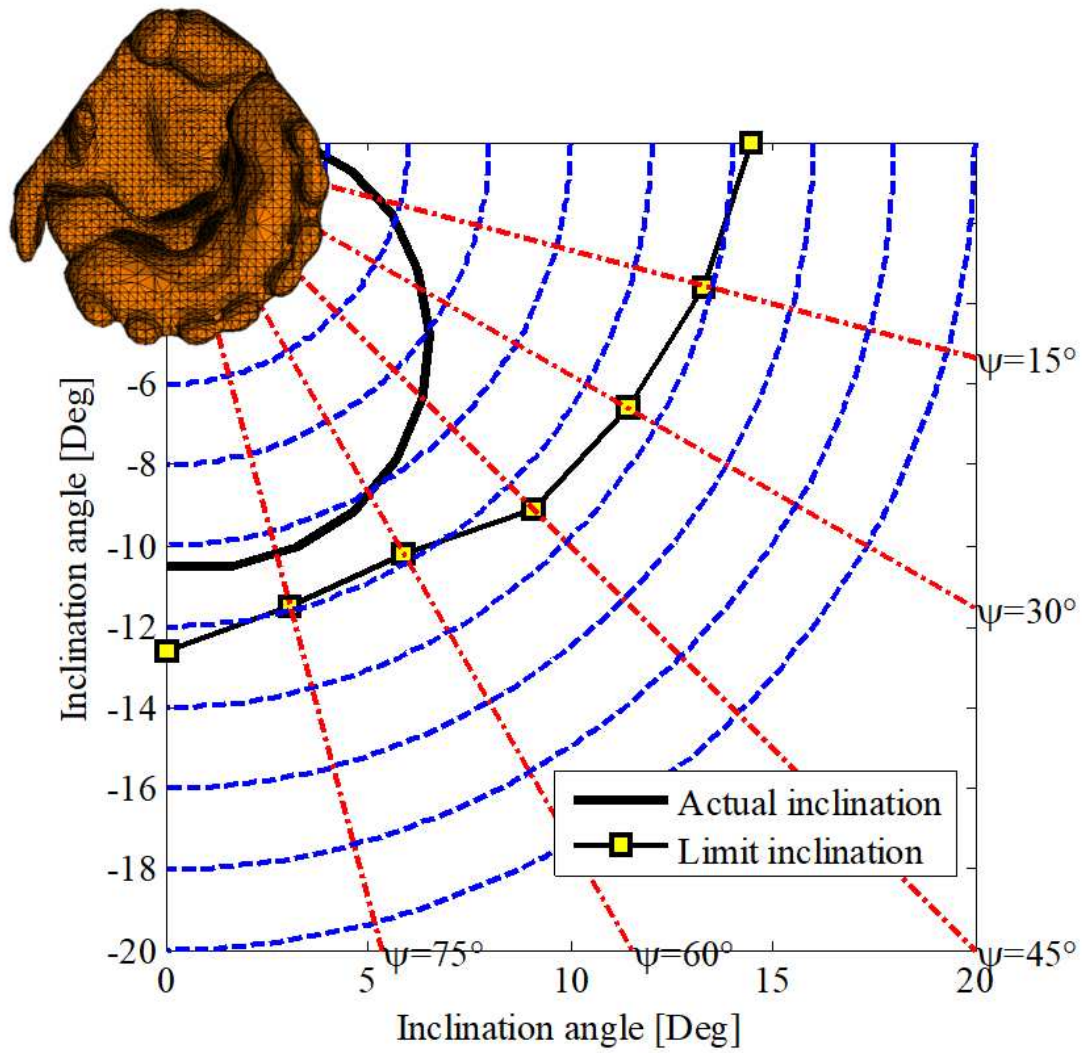 ψ=15°
-6
-8
-10
-12
-14
-16
-18
-20
Inclination angle [Deg]
ψ=30°
Actual inclination
Limit inclination
ψ=75°
ψ=60°
ψ=45°
0
5
10
15
20
Inclination angle [Deg]